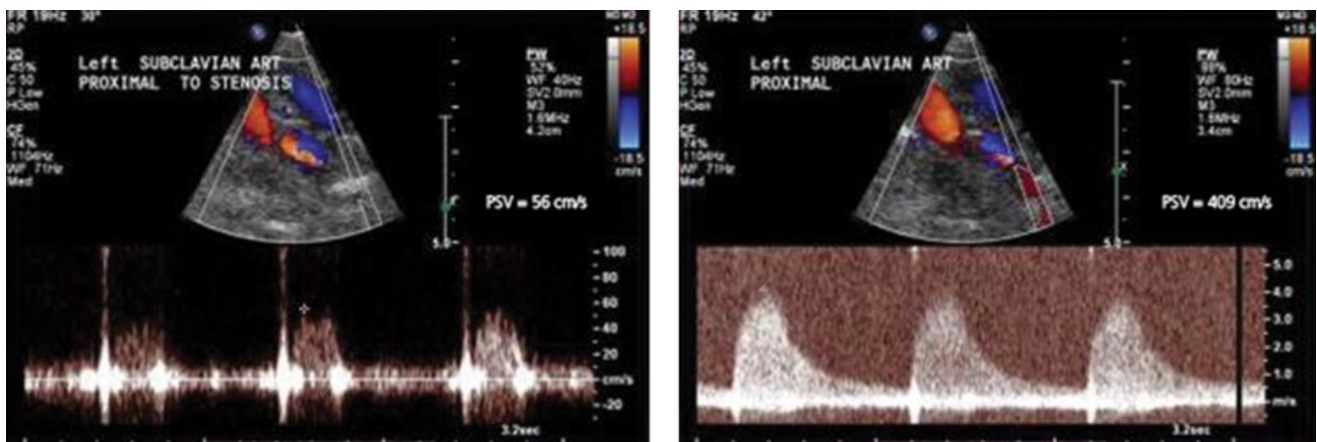 FR 19Hz 30°
RP
2D
45%
C 50
P Low
HGen
CF
74%
1104Hz
WF 71Hz
Med
Left SUBCLAVIAN ART
PROXIMAL TO STENOSIS
PW
52%
WF 40Hz
SV2.0mm
M3
1.6MHz
4.2cm
+18.5
-18.5
cm/s
PSV = 56 cm/s
5.0
100
80
60
40
20
cm/s
-20
3.2sec
FR 19Hz 42°
RP
2D
45%
C 50
P Low
HGen
CF
74%
1104Hz
WF 71Hz
Med
Left SUBCLAVIAN ART
PROXIMAL
PW
WF 80Hz
SV2.0mm
M3
1.6MHz
3.4cm
+18.5
-18.5
cm/s
x
PSV = 409 cm/s
5.0
-5.0
-4.0
-3.0
-2.0
-1.0
m/s
3.2sec